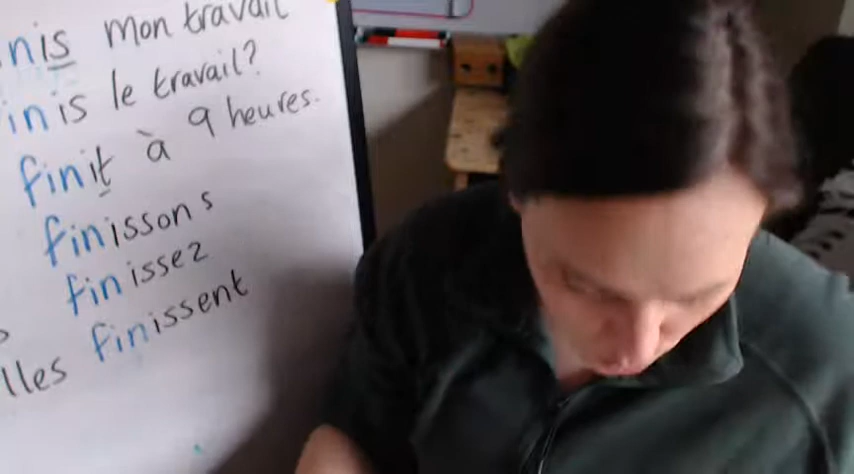 nis mon travail
inis le travail?
finit à 9 heures.
finissons
finissez
lles finissent